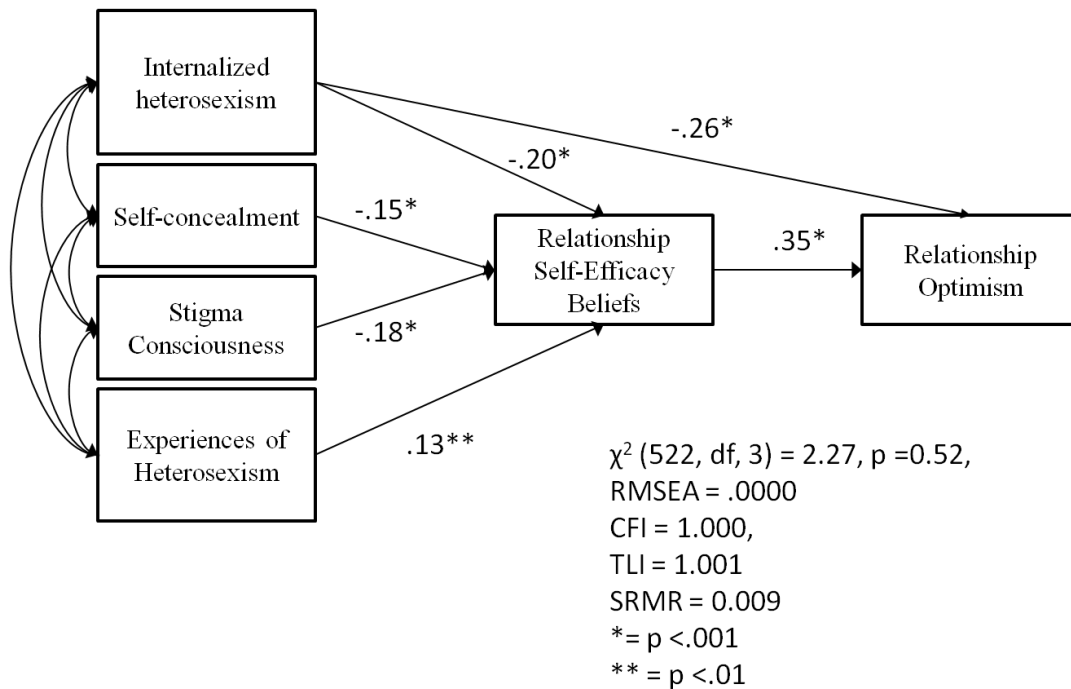 Internalized
heterosexism
-.26*
-.20*
Self-concealment
-.15*
Relationship
Self-Efficacy
Beliefs
.35*
Relationship
Optimism
Stigma
Consciousness
-.18*
Experiences of
Heterosexism
.13**
χ² (522, df, 3) = 2.27, p =0.52,
RMSEA = .0000
CFI = 1.000,
TLI = 1.001
SRMR = 0.009
*= p <.001
** = p <.01